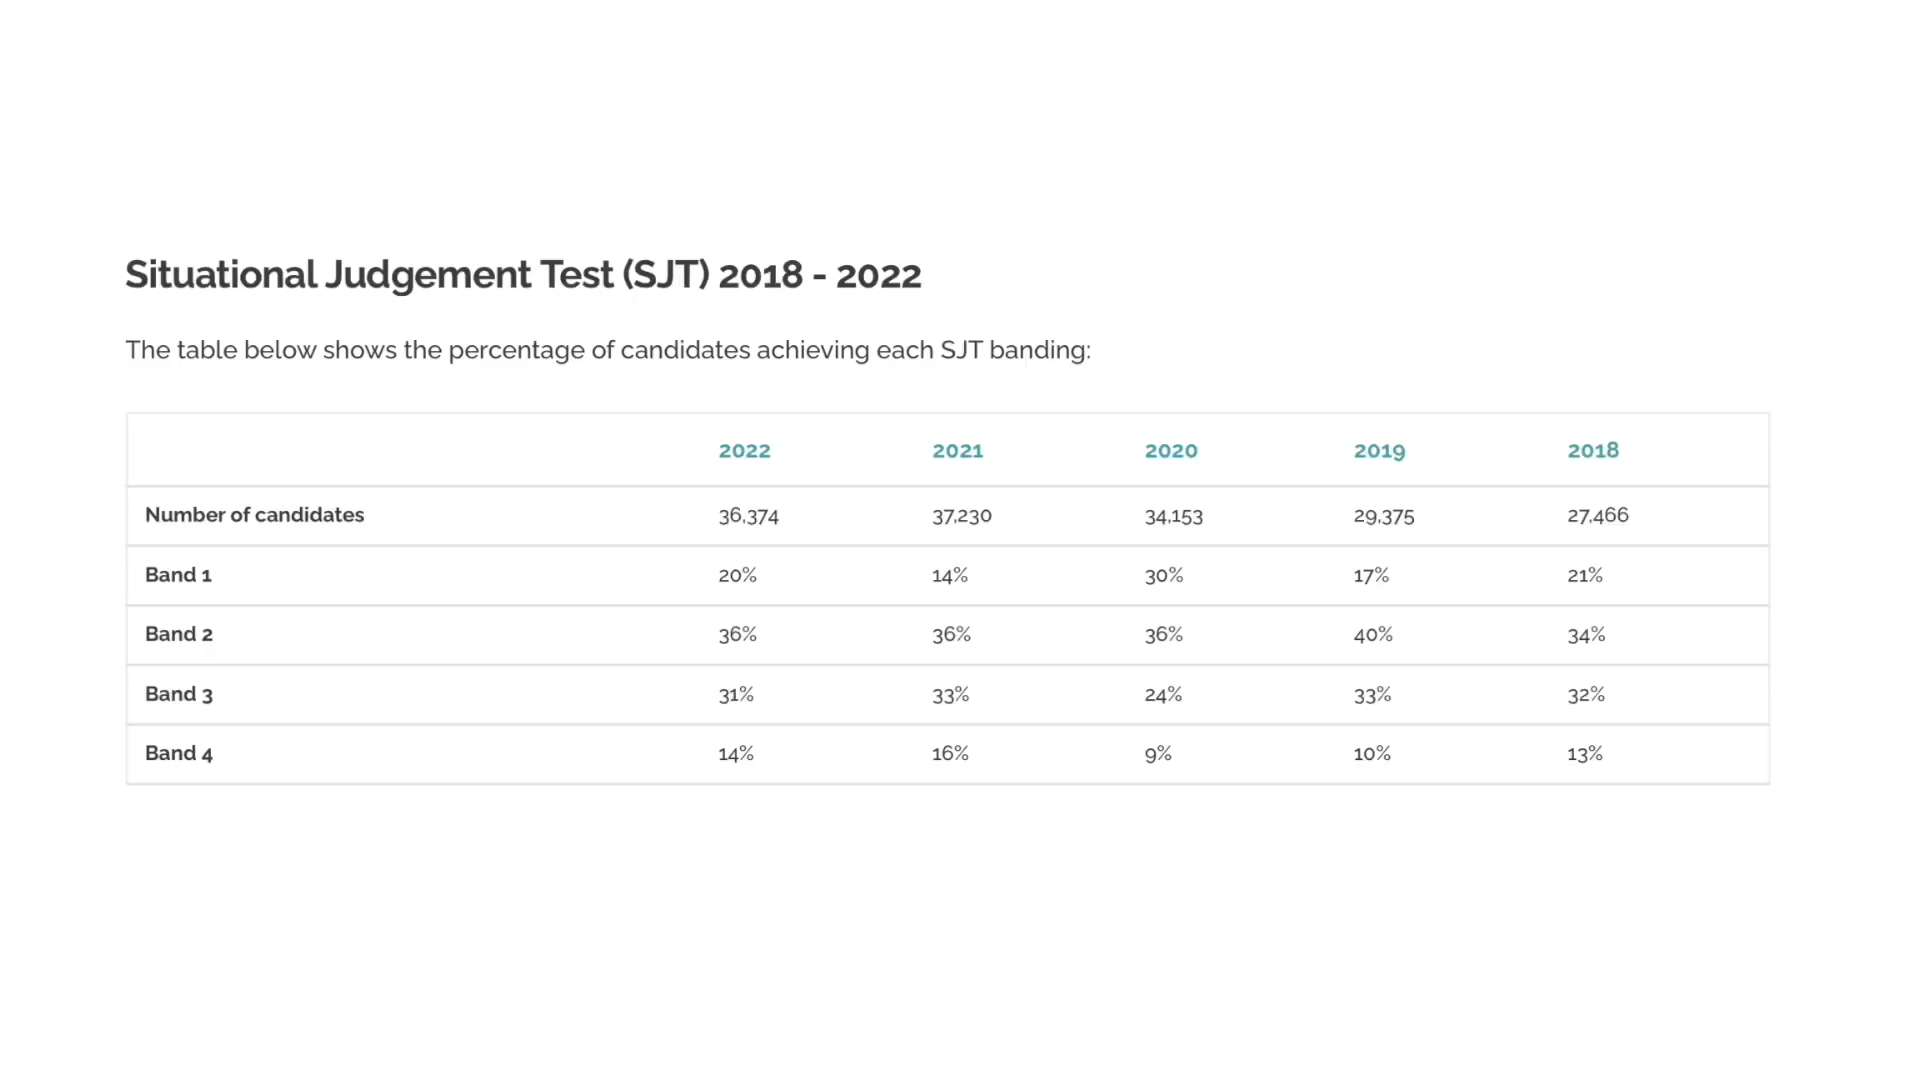 Situational Judgement Test (SJT) 2018 - 2022
The table below shows the percentage of candidates achieving each SJT banding:
2022 2021 2020 2019 2018
Number of candidates 36,374 37,230 34,153 29,375 27,466
Band 1 20% 14% 30% 17% 21%
Band 2 36% 36% 36% 40% 34%
Band 3 31% 33% 24% 33% 32%
Band 4 14% 16% 9% 10% 13%